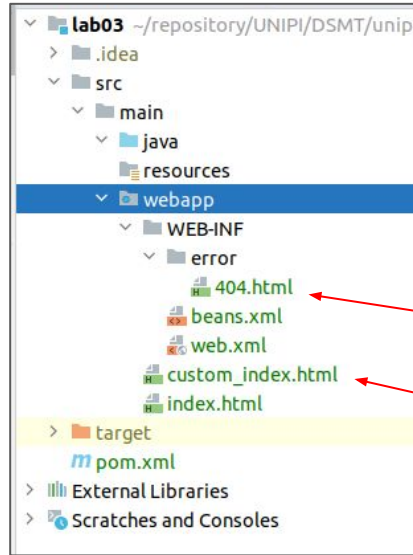 lab03 ~/repository/UNIPI/DSMT/unip
.idea
src
main
java
resources
webapp
WEB-INF
error
404.html
beans.xml
web.xml
custom_index.html
index.html
target
pom.xml
External Libraries
Scratches and Consoles